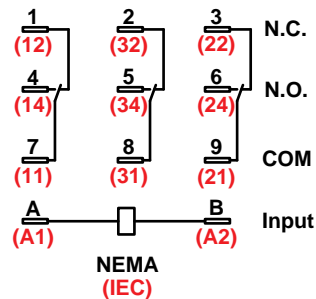 1 2 3 N.C.
(12) (32) (22)
4 5 6 N.O.
(14) (34) (24)
7 8 9 COM
(11) (31) (21)
A B Input
(A1) (A2)
NEMA
(IEC)